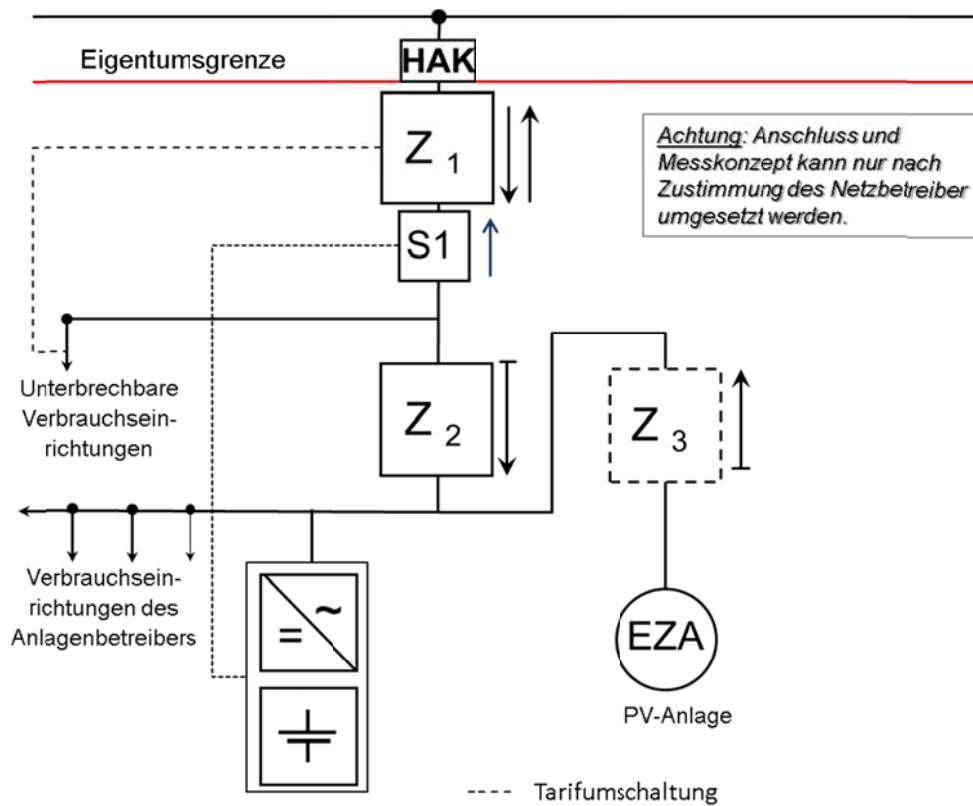 Eigentumsgrenze
HAK
Z 1
Achtung: Anschluss und
Messkonzept kann nur nach
Zustimmung des Netzbetreiber
umgesetzt werden.
S1
Unterbrechbare
Verbrauchsein-
richtungen
Z 2
Z 3
Verbrauchsein-
richtungen des
Anlagenbetreibers
~
=
EZA
PV-Anlage
Tarifumschaltung